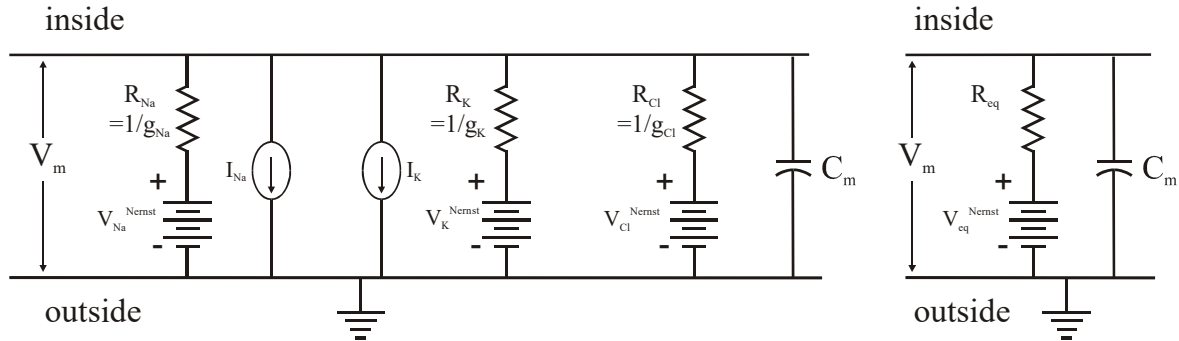 inside
R_Na
=1/g_Na
R_K
=1/g_K
R_Cl
=1/g_Cl
V_m
I_Na
I_K
C_m
+
+
+
V_Na^Nernst
V_K^Nernst
V_Cl^Nernst
-
-
-
outside
inside
R_eq
V_m
C_m
+
V_eq^Nernst
-
outside